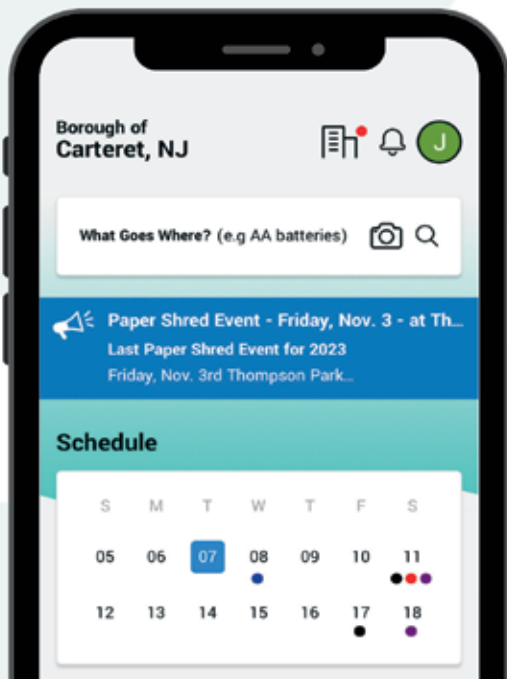 Borough of
Carteret, NJ
J
What Goes Where? (e.g AA batteries)
Paper Shred Event - Friday, Nov. 3 - at Th...
Last Paper Shred Event for 2023
Friday, Nov. 3rd Thompson Park...
Schedule
S M T W T F S
05 06 07 08 09 10 11
12 13 14 15 16 17 18